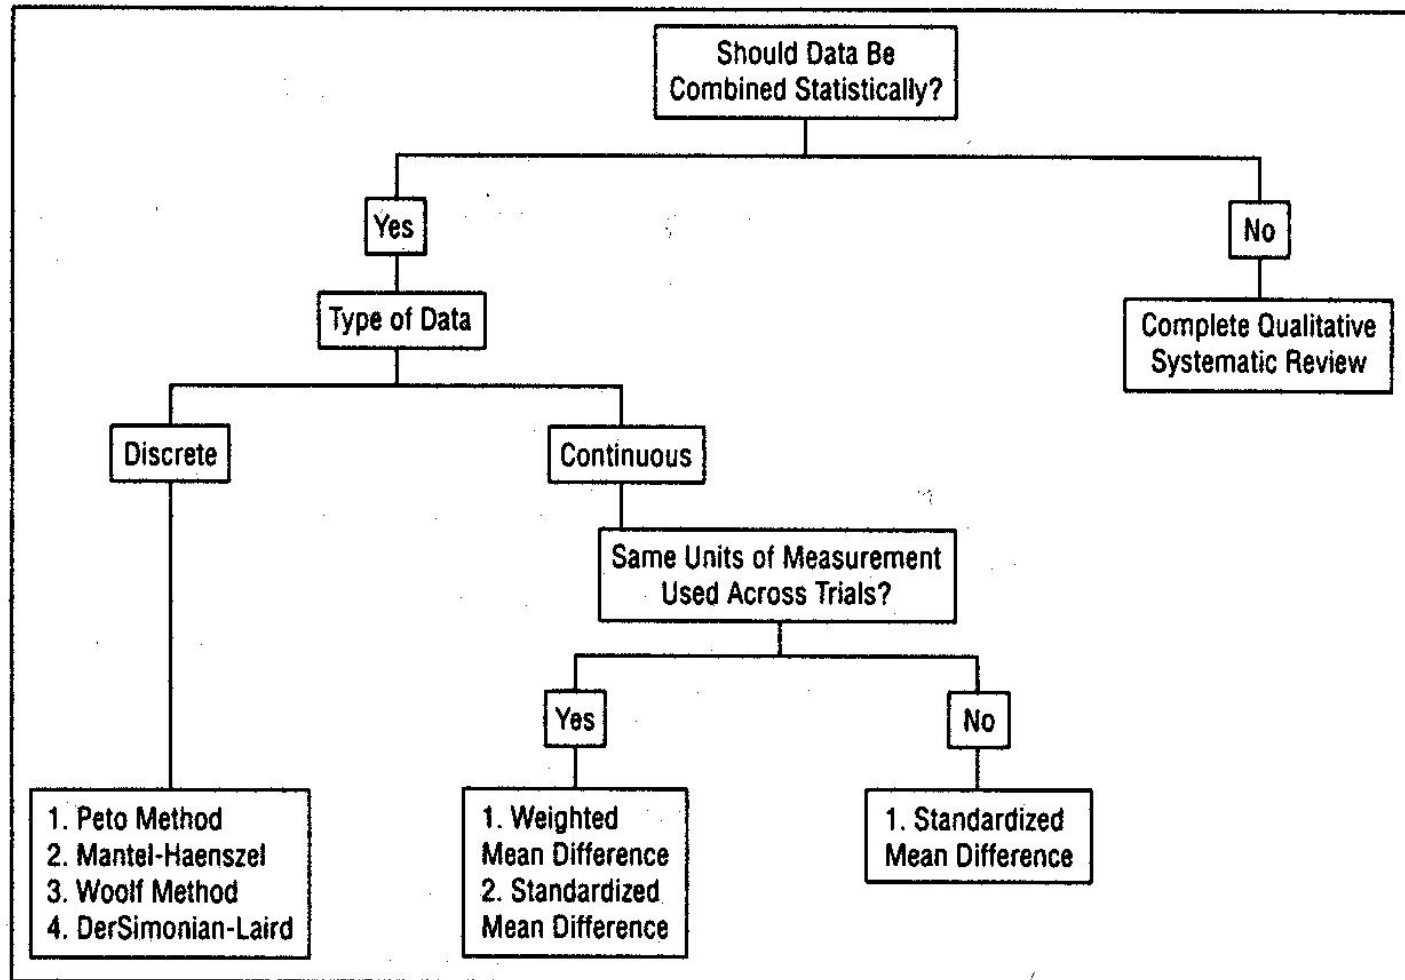 Should Data Be
Combined Statistically?
Yes
No
Type of Data
Complete Qualitative
Systematic Review
Discrete
Continuous
Same Units of Measurement
Used Across Trials?
Yes
No
1. Peto Method
2. Mantel-Haenszel
3. Woolf Method
4. DerSimonian-Laird
1. Weighted
Mean Difference
2. Standardized
Mean Difference
1. Standardized
Mean Difference